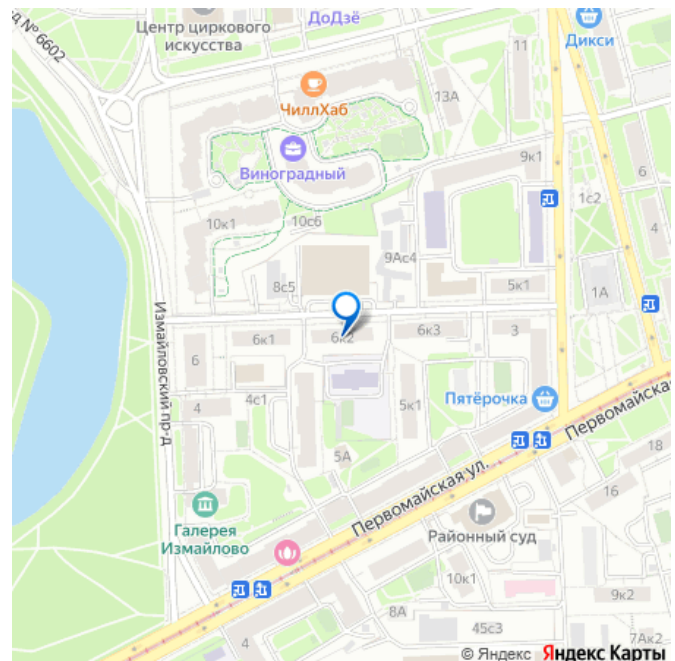 Центр циркового
искусства
ДоДзё
д № 6602
Дикси
ЧиллХаб
13А
11
Виноградный
9к1
6
1с2
10к1
10с6
4
9Ас4
8с5
5к1
1А
Измайловский пр-д
6к1
6к2
6к3
3
6
4
4с1
5к1
Пятёрочка
Первомайска
5А
18
Первомайская ул.
16
Галерея
Измайлово
Районный суд
10к1
9к2
8А
45с3
4
7Ак2
© Яндекс Яндекс Карты